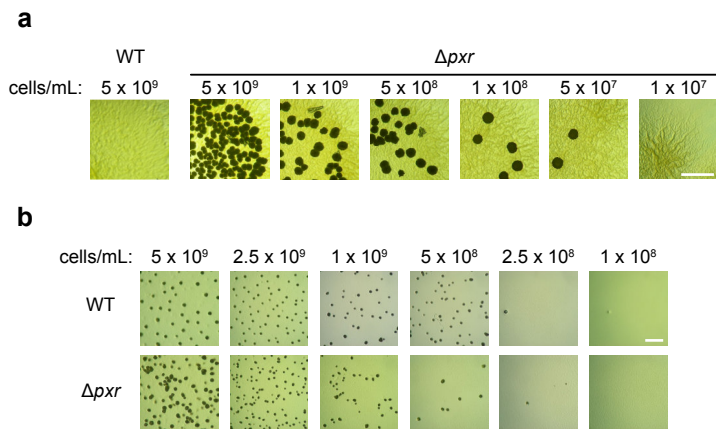 a
WT Δpxr
cells/mL: 5 x 10⁹ 5 x 10⁹ 1 x 10⁹ 5 x 10⁸ 1 x 10⁸ 5 x 10⁷ 1 x 10⁷
b
cells/mL: 5 x 10⁹ 2.5 x 10⁹ 1 x 10⁹ 5 x 10⁸ 2.5 x 10⁸ 1 x 10⁸
WT
Δpxr